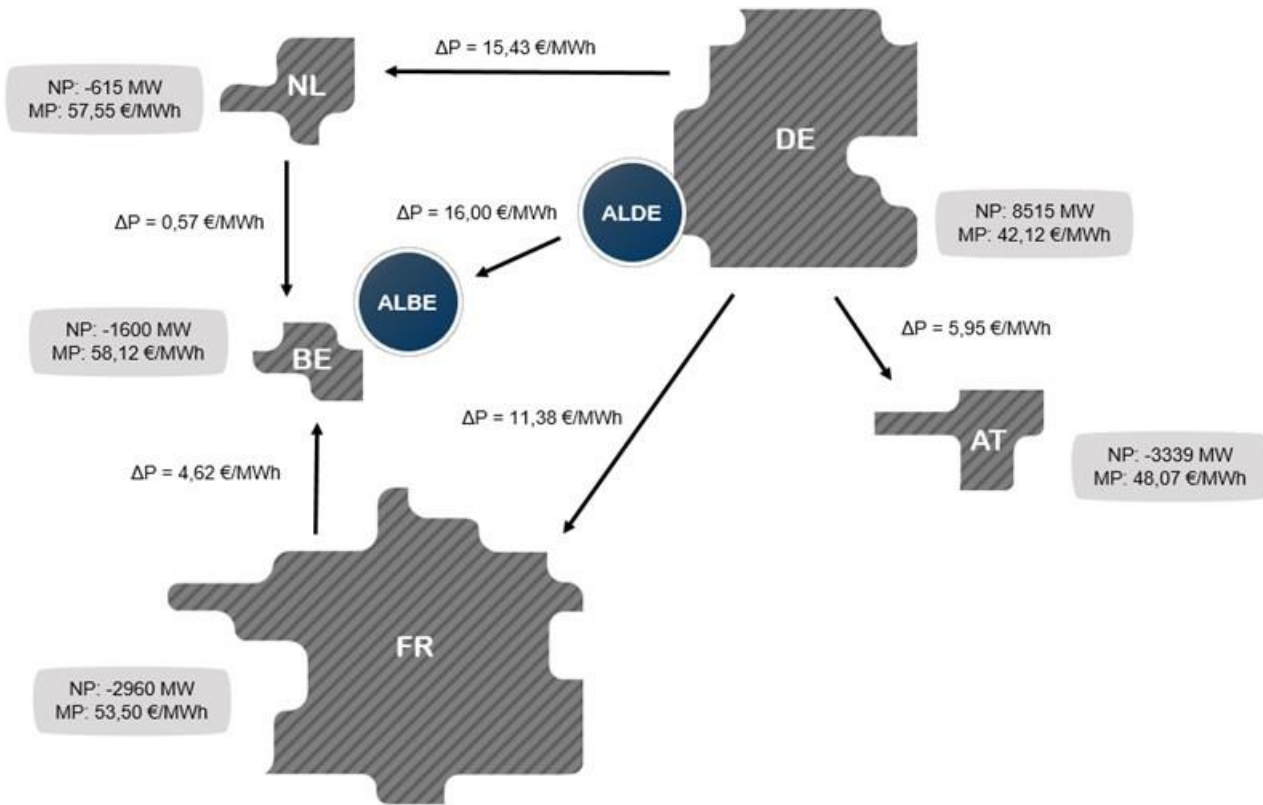 ΔP = 15,43 €/MWh
NP: -615 MW
MP: 57,55 €/MWh
NL
DE
ΔP = 0,57 €/MWh
ΔP = 16,00 €/MWh
ALDE
NP: 8515 MW
MP: 42,12 €/MWh
ALBE
NP: -1600 MW
MP: 58,12 €/MWh
BE
ΔP = 5,95 €/MWh
ΔP = 11,38 €/MWh
AT
NP: -3339 MW
MP: 48,07 €/MWh
ΔP = 4,62 €/MWh
FR
NP: -2960 MW
MP: 53,50 €/MWh